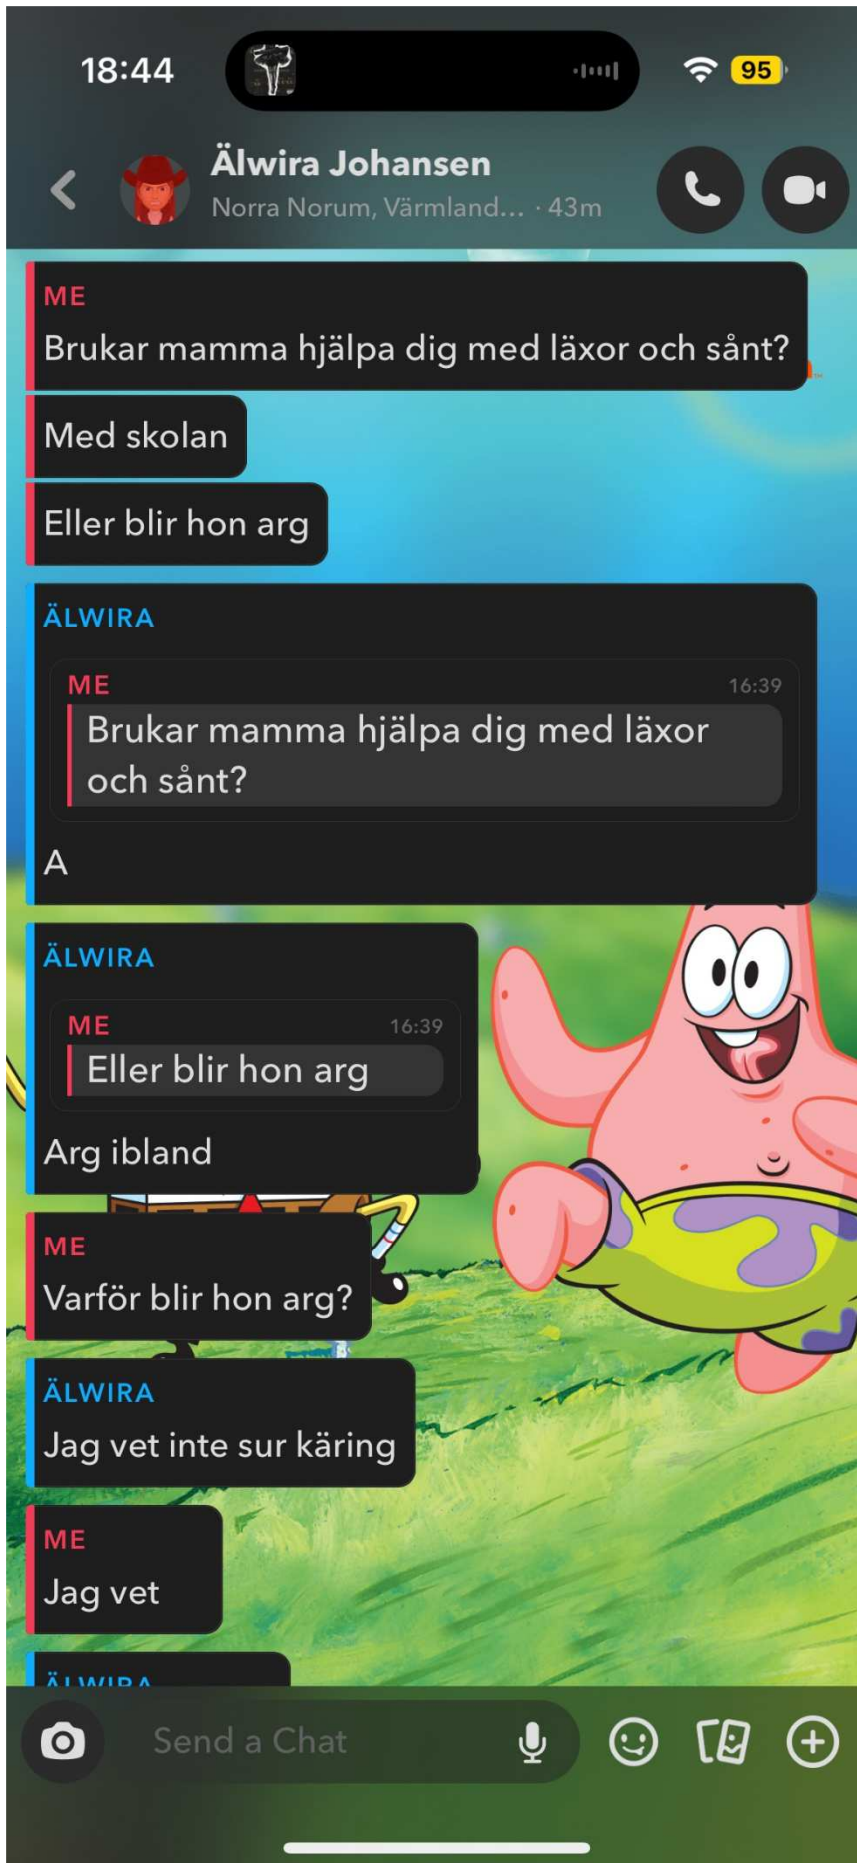 18:44
95
Älwira Johansen
Norra Norum, Värmland... · 43m
ME
Brukar mamma hjälpa dig med läxor och sånt?
TM
Med skolan
Eller blir hon arg
ÄLWIRA
ME 16:39
Brukar mamma hjälpa dig med läxor
och sånt?
A
ÄLWIRA
ME 16:39
Eller blir hon arg
Arg ibland
ME
Varför blir hon arg?
ÄLWIRA
Jag vet inte sur käring
ME
Jag vet
ÄLWIRA
Send a Chat